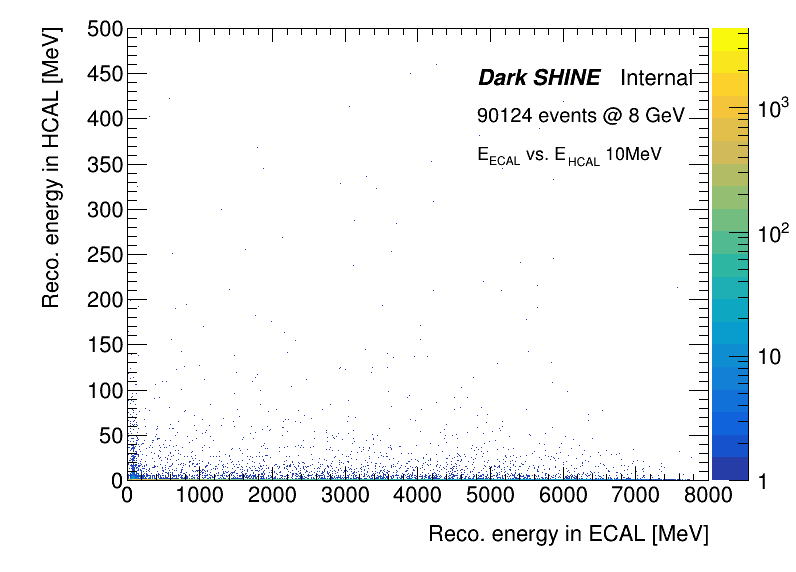 Reco. energy in HCAL [MeV]
500
450
400
350
300
250
200
150
100
50
0
Dark SHINE Internal
90124 events @ 8 GeV
E_ECAL vs. E_HCAL 10MeV
10³
10²
10
1
0 1000 2000 3000 4000 5000 6000 7000 8000
Reco. energy in ECAL [MeV]